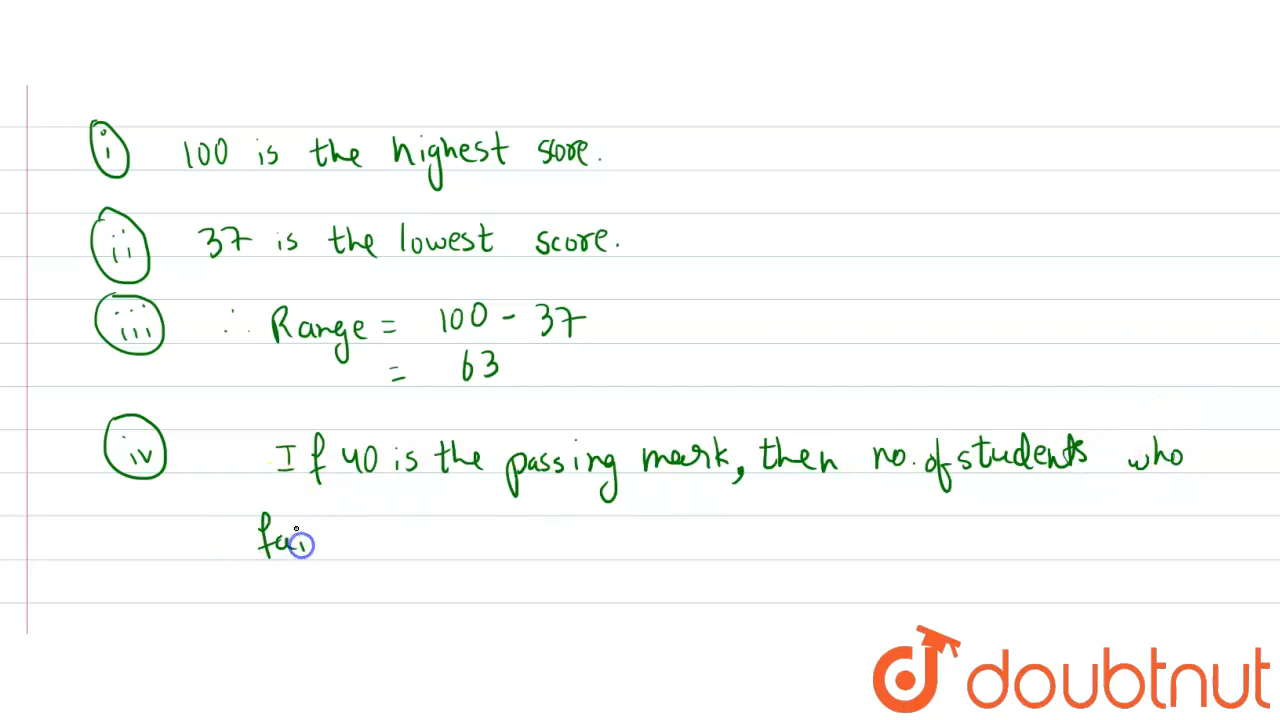 i 100 is the highest score.
ii 37 is the lowest score.
iii ∴ Range = 100 - 37
= 63
iv If 40 is the passing mark, then no. of students who
fai
doubtnut